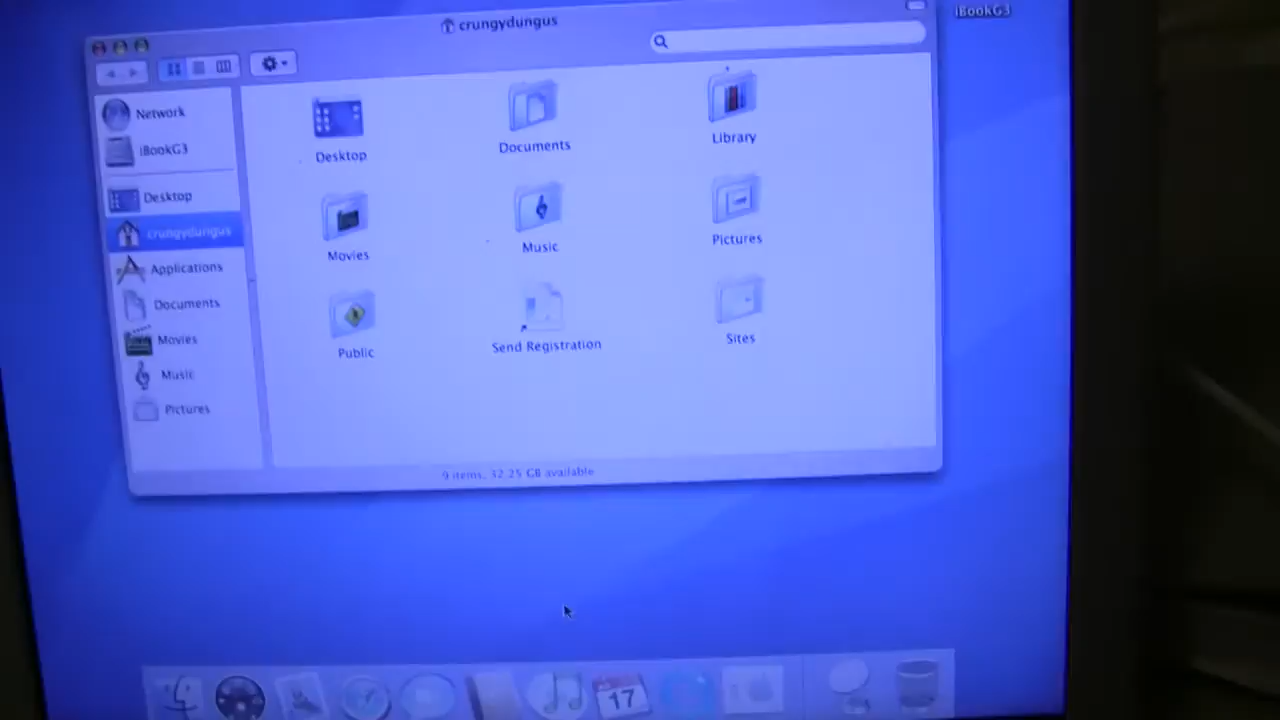 crungydungus
iBookG3
Network
iBookG3
Desktop
crungydungus
Applications
Documents
Movies
Music
Pictures
Desktop
Documents
Library
Movies
Music
Pictures
Public
Send Registration
Sites
9 items, 32.25 GB available
17